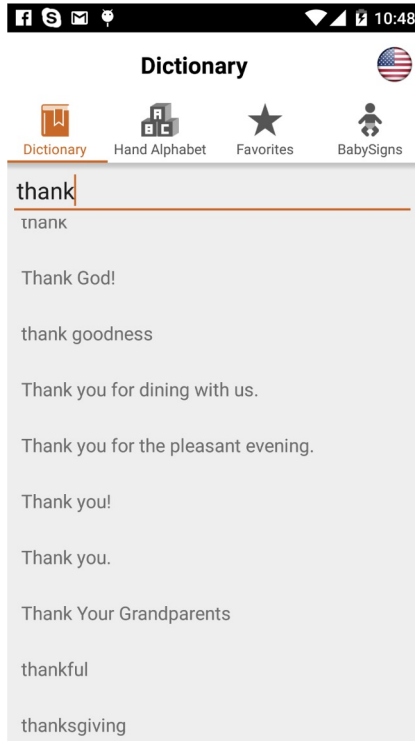 10:48
Dictionary
Dictionary Hand Alphabet Favorites BabySigns
thank
thank
Thank God!
thank goodness
Thank you for dining with us.
Thank you for the pleasant evening.
Thank you!
Thank you.
Thank Your Grandparents
thankful
thanksgiving